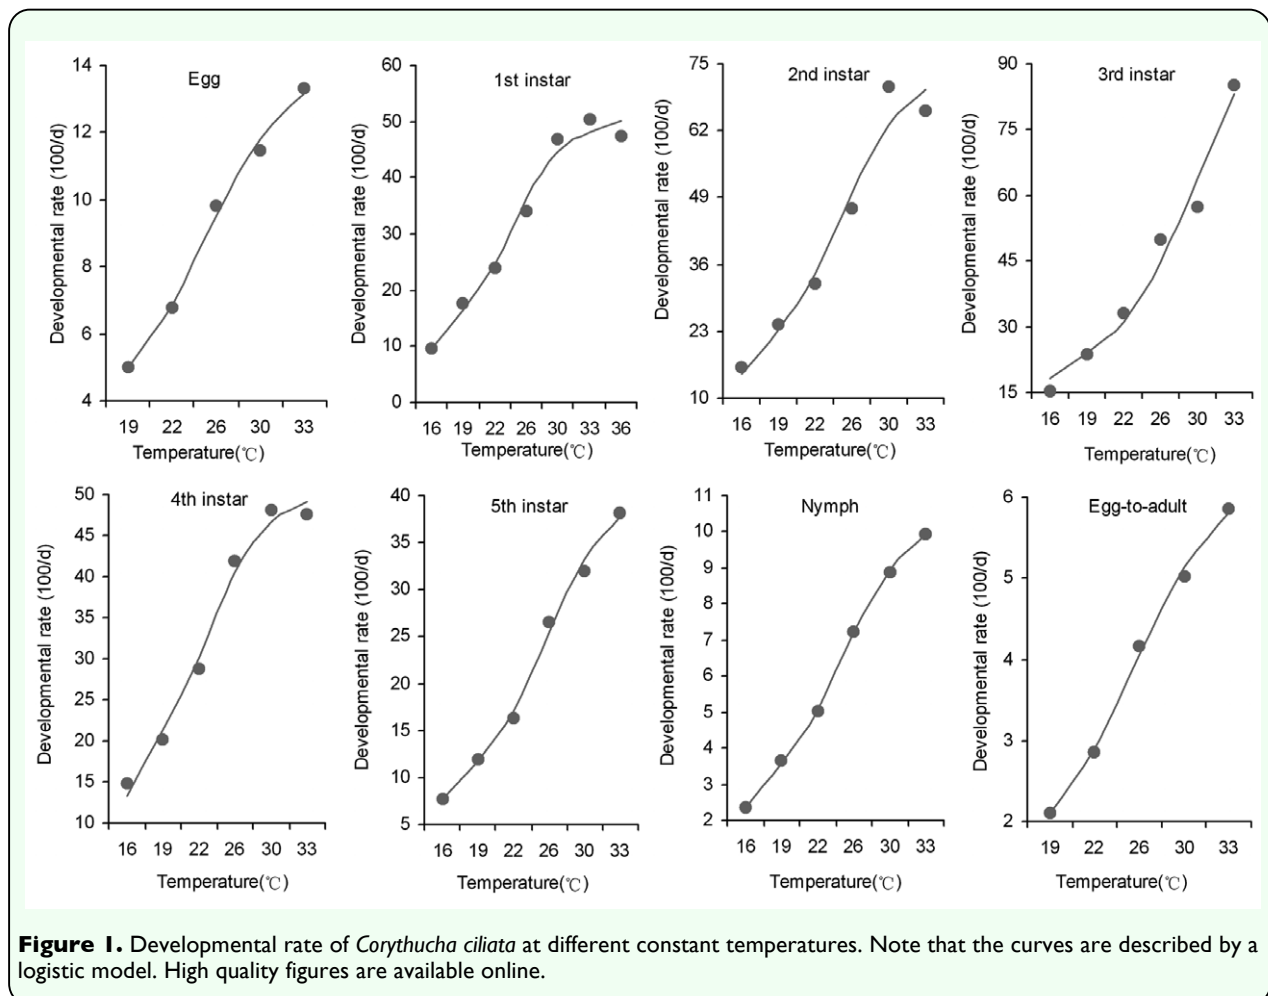 Egg
Developmental rate (100/d)
14
12
10
8
6
4
19 22 26 30 33
Temperature(℃)
1st instar
Developmental rate (100/d)
60
50
40
30
20
10
0
16 19 22 26 30 33 36
Temperature(℃)
2nd instar
Developmental rate (100/d)
75
62
49
36
23
10
16 19 22 26 30 33
Temperature(℃)
3rd instar
Developmental rate (100/d)
90
75
60
45
30
15
16 19 22 26 30 33
Temperature(℃)
4th instar
Developmental rate (100/d)
50
45
40
35
30
25
20
15
10
16 19 22 26 30 33
Temperature(℃)
5th instar
Developmental rate (100/d)
40
35
30
25
20
15
10
5
16 19 22 26 30 33
Temperature(℃)
Nymph
Developmental rate (100/d)
11
10
9
8
7
6
5
4
3
2
16 19 22 26 30 33
Temperature(℃)
Egg-to-adult
Developmental rate (100/d)
6
5
4
3
2
19 22 26 30 33
Temperature(℃)
Figure 1. Developmental rate of Corythucha ciliata at different constant temperatures. Note that the curves are described by a
logistic model. High quality figures are available online.